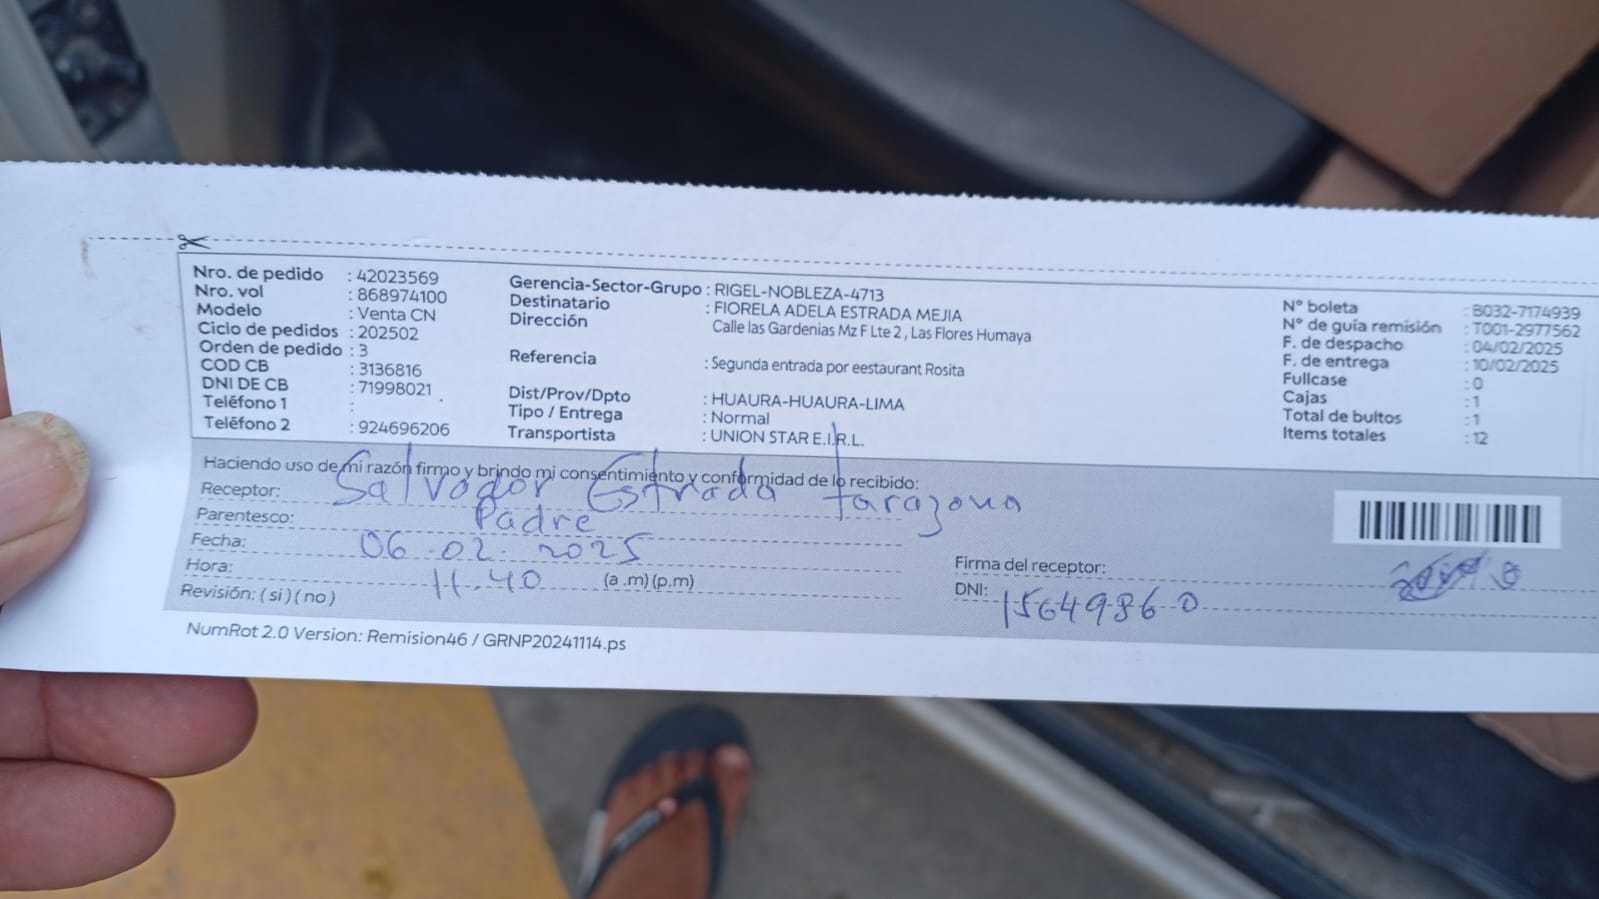 Nro. de pedido : 42023569
Nro. vol : 868974100
Modelo : Venta CN
Ciclo de pedidos : 202502
Orden de pedido : 3
COD CB : 3136816
DNI DE CB : 71998021
Teléfono 1 :
Teléfono 2 : 924696206
Gerencia-Sector-Grupo : RIGEL-NOBLEZA-4713
Destinatario : FIORELA ADELA ESTRADA MEJIA
Dirección Calle las Gardenias Mz F Lte 2 , Las Flores Humaya
Referencia : Segunda entrada por eestaurant Rosita
Dist/Prov/Dpto : HUAURA-HUAURA-LIMA
Tipo / Entrega : Normal
Transportista : UNION STAR E.I.R.L.
N° boleta : B032-7174939
N° de guía remisión : T001-2977562
F. de despacho : 04/02/2025
F. de entrega : 10/02/2025
Fullcase : 0
Cajas : 1
Total de bultos : 1
Items totales : 12
Haciendo uso de mi razón firmo y brindo mi consentimiento y conformidad de lo recibido:
Receptor: Salvador Estrada tarazona
Parentesco: Padre
Fecha: 06.02.2025
Hora: 11.40 (a .m) (p.m)
Revisión: ( si ) ( no )
Firma del receptor:
DNI: 15649860
NumRot 2.0 Version: Remision46 / GRNP20241114.ps